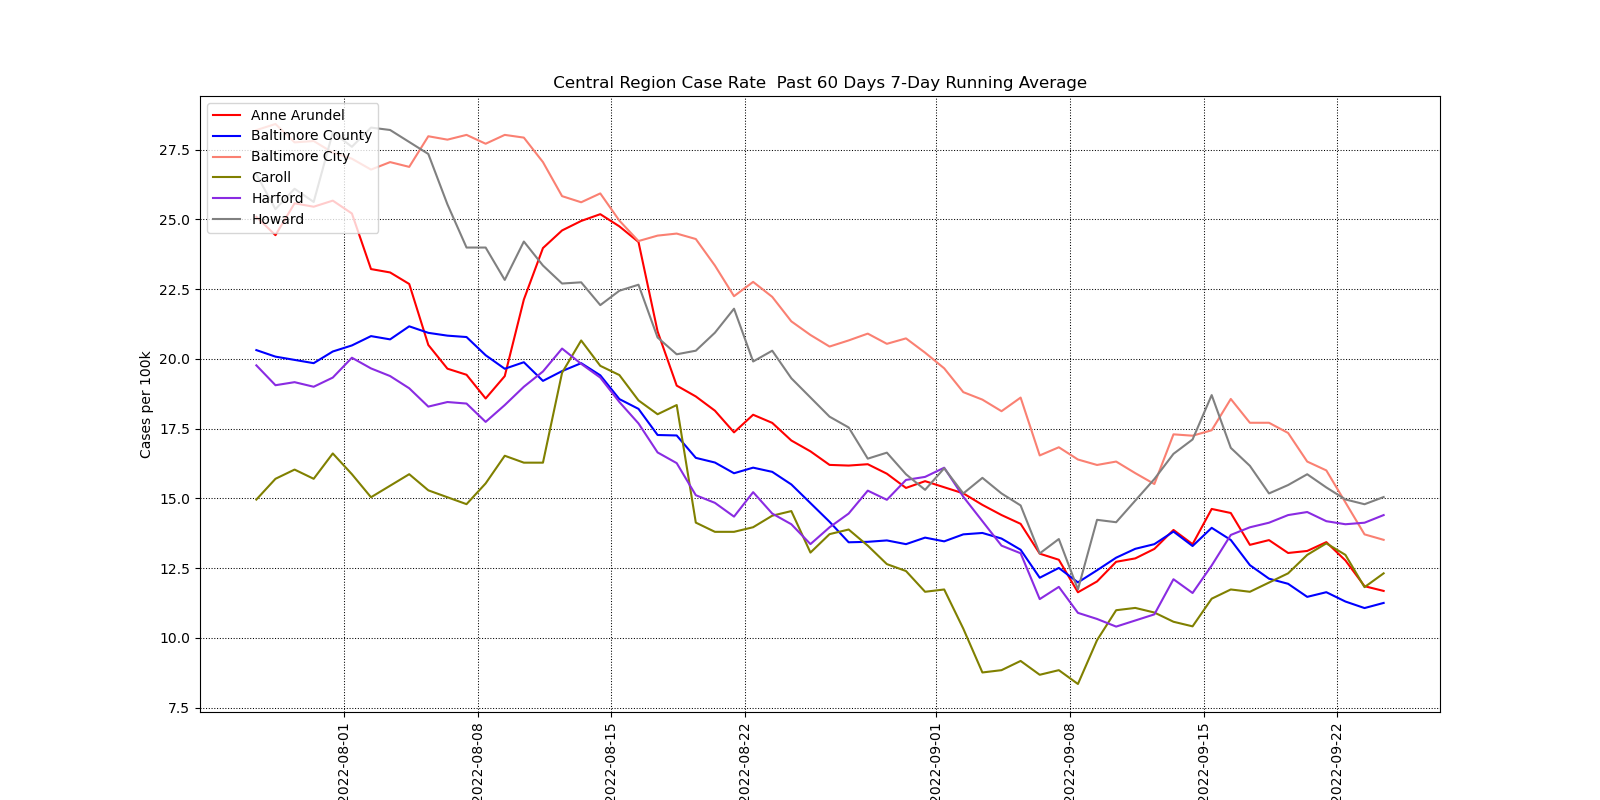 Central Region Case Rate  Past 60 Days 7-Day Running Average
Anne Arundel
Baltimore County
Baltimore City
Caroll
Harford
Howard
27.5
25.0
22.5
20.0
17.5
15.0
12.5
10.0
7.5
Cases per 100k
2022-08-01
2022-08-08
2022-08-15
2022-08-22
2022-09-01
2022-09-08
2022-09-15
2022-09-22